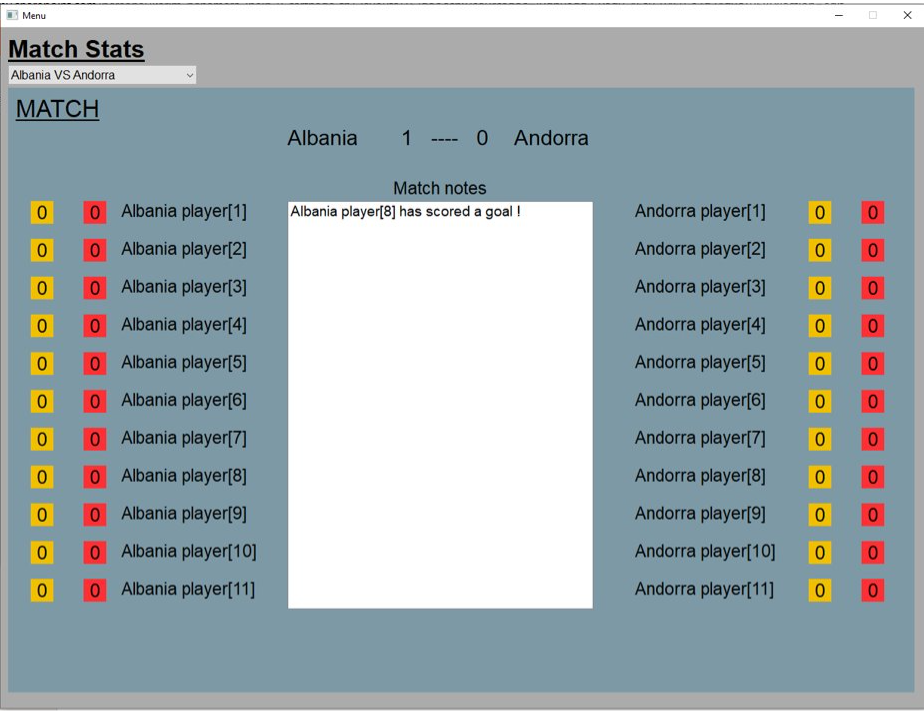 Menu
Match Stats
Albania VS Andorra
MATCH
Albania 1 ---- 0 Andorra
Match notes
0 0 Albania player[1] Albania player[8] has scored a goal ! Andorra player[1] 0 0
0 0 Albania player[2] Andorra player[2] 0 0
0 0 Albania player[3] Andorra player[3] 0 0
0 0 Albania player[4] Andorra player[4] 0 0
0 0 Albania player[5] Andorra player[5] 0 0
0 0 Albania player[6] Andorra player[6] 0 0
0 0 Albania player[7] Andorra player[7] 0 0
0 0 Albania player[8] Andorra player[8] 0 0
0 0 Albania player[9] Andorra player[9] 0 0
0 0 Albania player[10] Andorra player[10] 0 0
0 0 Albania player[11] Andorra player[11] 0 0